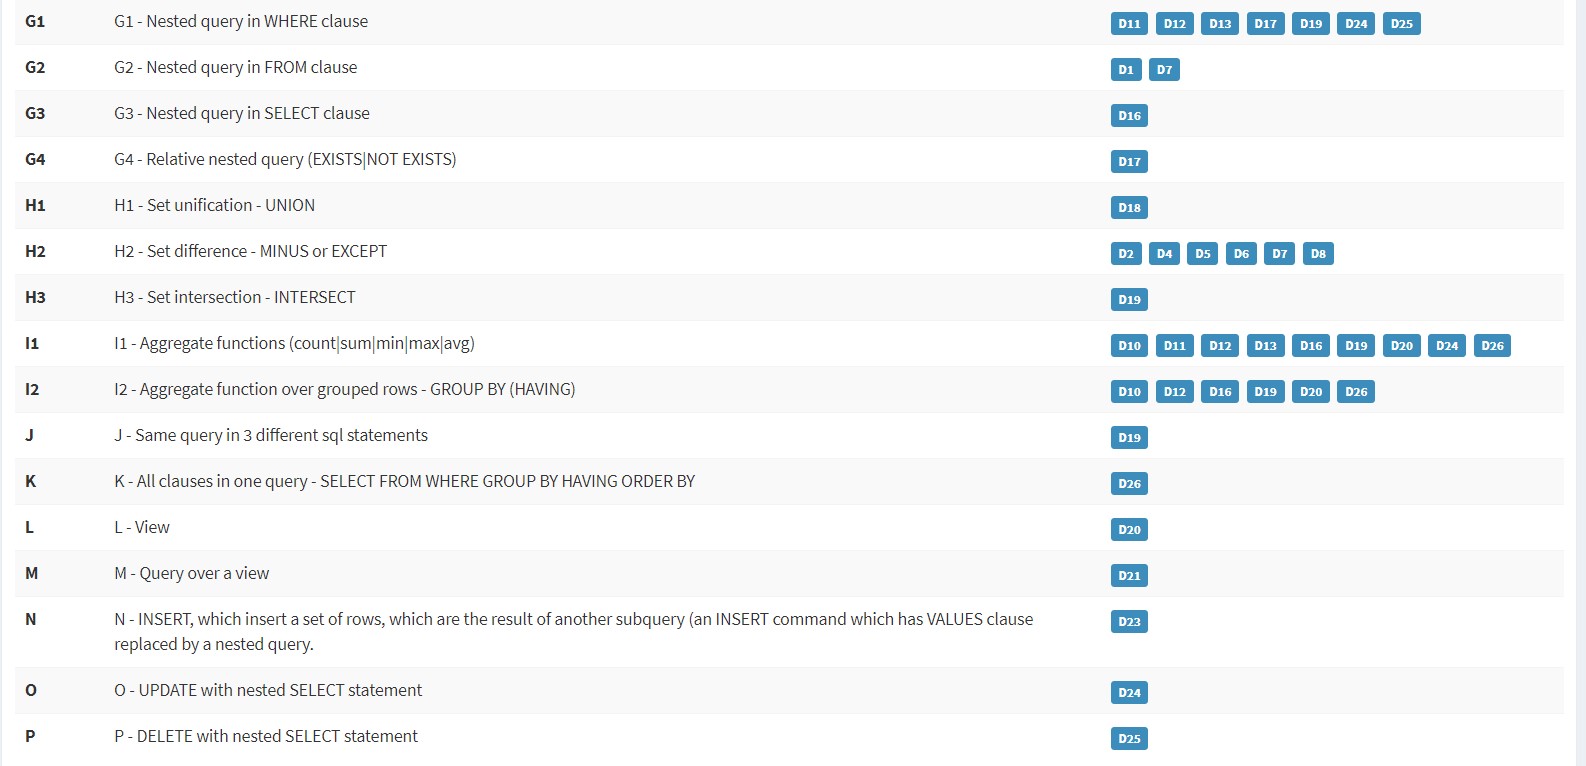 G1 G1 - Nested query in WHERE clause D11 D12 D13 D17 D19 D24 D25
G2 G2 - Nested query in FROM clause D1 D7
G3 G3 - Nested query in SELECT clause D16
G4 G4 - Relative nested query (EXISTS|NOT EXISTS) D17
H1 H1 - Set unification - UNION D18
H2 H2 - Set difference - MINUS or EXCEPT D2 D4 D5 D6 D7 D8
H3 H3 - Set intersection - INTERSECT D19
I1 I1 - Aggregate functions (count|sum|min|max|avg) D10 D11 D12 D13 D16 D19 D20 D24 D26
I2 I2 - Aggregate function over grouped rows - GROUP BY (HAVING) D10 D12 D16 D19 D20 D26
J J - Same query in 3 different sql statements D19
K K - All clauses in one query - SELECT FROM WHERE GROUP BY HAVING ORDER BY D26
L L - View D20
M M - Query over a view D21
N N - INSERT, which insert a set of rows, which are the result of another subquery (an INSERT command which has VALUES clause D23
replaced by a nested query.
O O - UPDATE with nested SELECT statement D24
P P - DELETE with nested SELECT statement D25